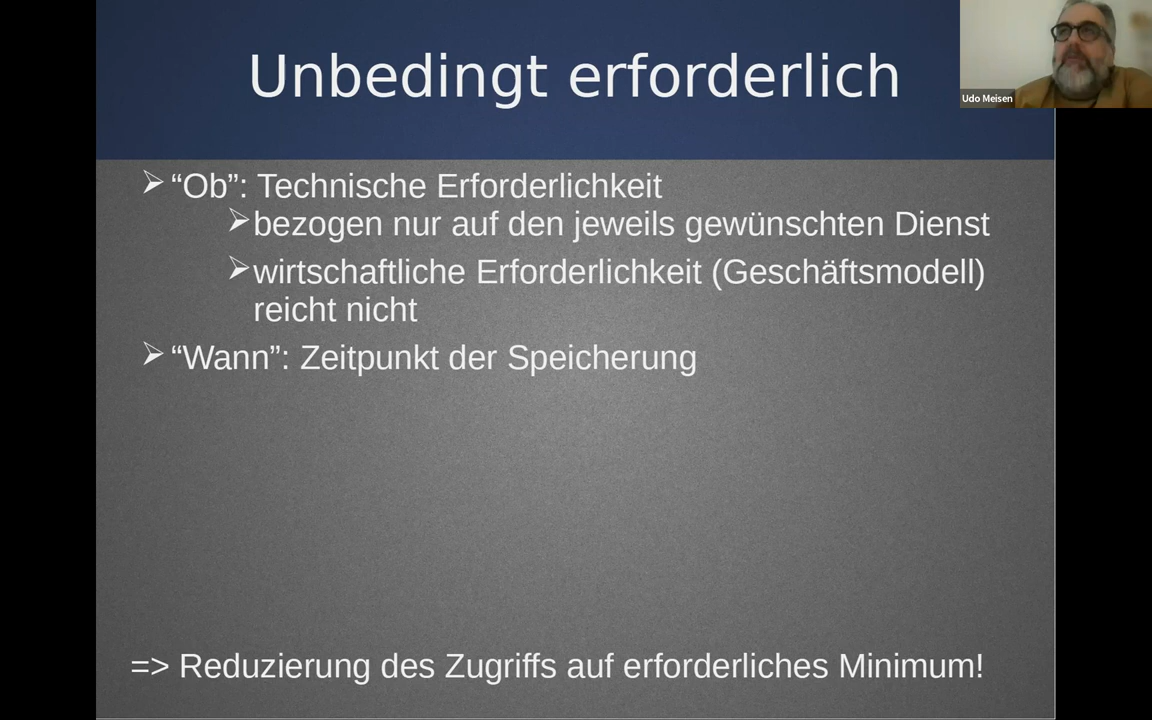 Unbedingt erforderlich
Udo Meisen
➢ “Ob”: Technische Erforderlichkeit
➢ bezogen nur auf den jeweils gewünschten Dienst
➢ wirtschaftliche Erforderlichkeit (Geschäftsmodell)
reicht nicht
➢ “Wann”: Zeitpunkt der Speicherung
=> Reduzierung des Zugriffs auf erforderliches Minimum!